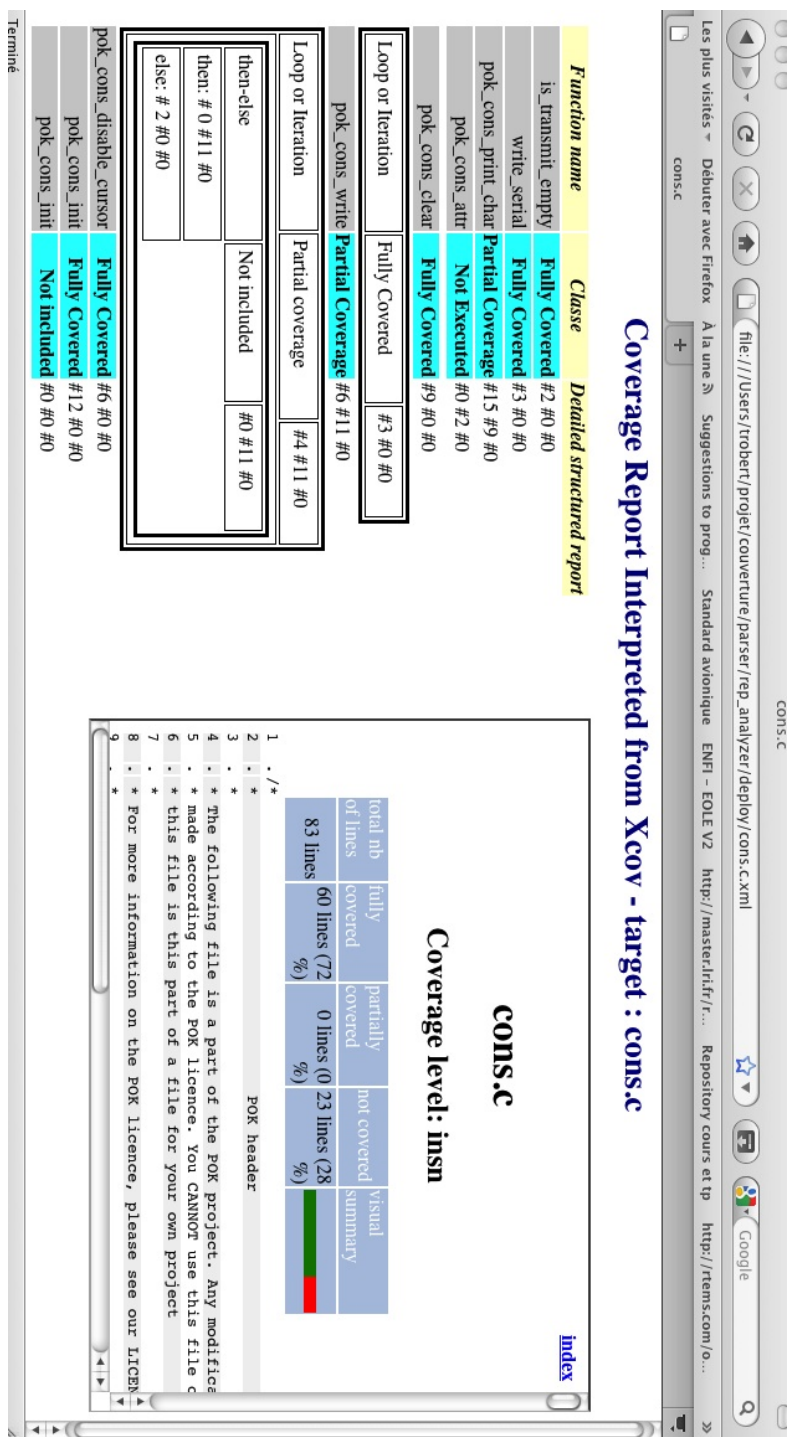 cons.c
file:///Users/trobert/projet/couverture/parser/rep_analyzer/deploy/cons.c.xml
Google
Les plus visités
Débuter avec Firefox
À la une
Suggestions to prog...
Standard avionique
ENFI – EOLE V2
http://master.lri.fr/r...
Repository cours et tp
http://rtems.com/o...
»
cons.c
+
Coverage Report Interpreted from Xcov - target : cons.c
Function name Classe Detailed structured report
is_transmit_empty Fully Covered #2 #0 #0
write_serial Fully Covered #3 #0 #0
pok_cons_print_char Partial Coverage #15 #9 #0
pok_cons_attr Not Executed #0 #2 #0
pok_cons_clear Fully Covered #9 #0 #0
Loop or Iteration Fully Covered #3 #0 #0
pok_cons_write Partial Coverage #6 #11 #0
Loop or Iteration Partial coverage #4 #11 #0
then-else Not included #0 #11 #0
then: # 0 #11 #0
else: # 2 #0 #0
pok_cons_disable_cursor Fully Covered #6 #0 #0
pok_cons_init Fully Covered #12 #0 #0
pok_cons_init Not included #0 #0 #0
index
cons.c
Coverage level: insn
total nb of lines fully covered partially covered not covered visual summary
83 lines 60 lines (72 %) 0 lines (0 %) 23 lines (28 %)
1 . /*
2 . * POK header
3 . *
4 . * The following file is a part of the POK project. Any modifica
5 . * made according to the POK licence. You CANNOT use this file o
6 . * this file is this part of a file for your own project
7 . *
8 . * For more information on the POK licence, please see our LICEN
9 . *
Terminé